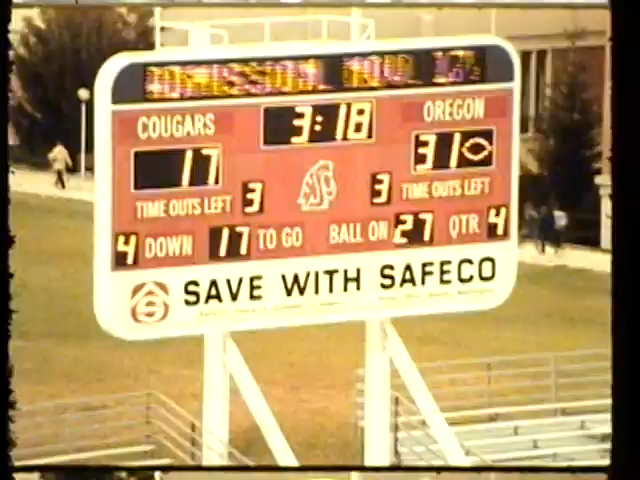 COUGARS 3:18 OREGON
17 31
TIME OUTS LEFT 3 3 TIME OUTS LEFT
4 DOWN 17 TO GO BALL ON 27 QTR 4
SAVE WITH SAFECO